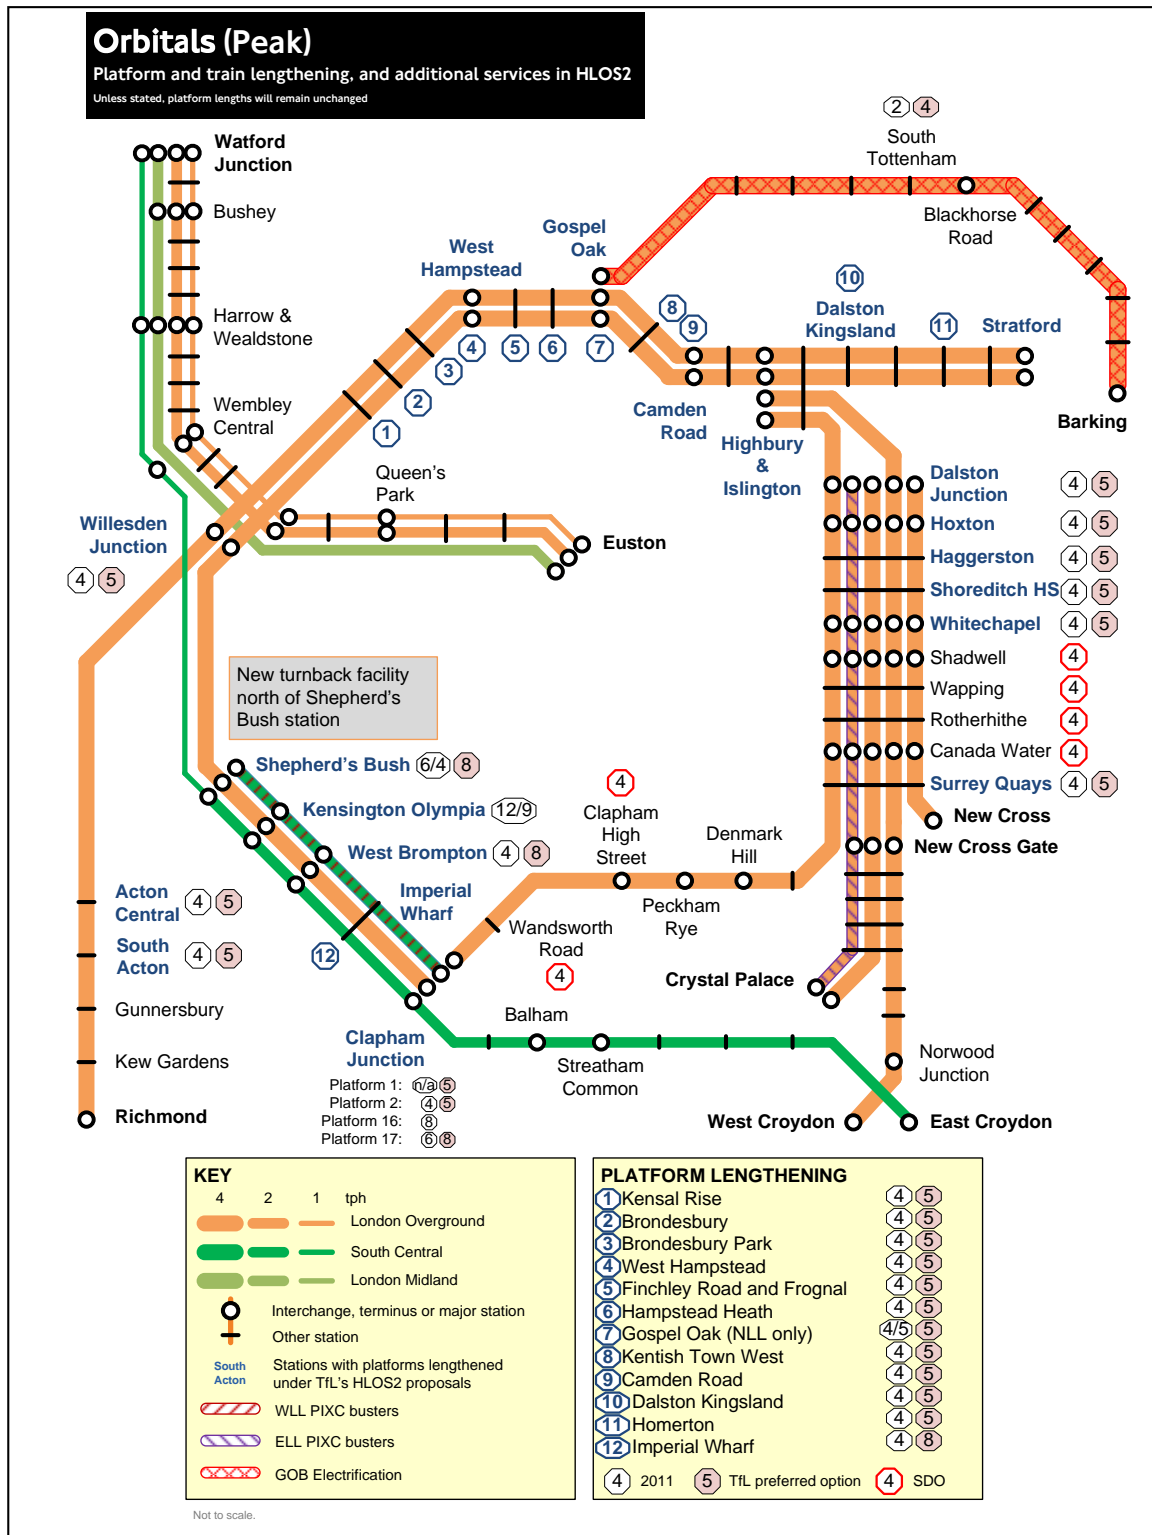 Orbitals (Peak)
Platform and train lengthening, and additional services in HLOS2
Unless stated, platform lengths will remain unchanged
2 4
South
Tottenham
Watford
Junction
Blackhorse
Road
Bushey
Gospel
Oak
West
Hampstead
10
Dalston
Kingsland
8
9
11
Stratford
Harrow &
Wealdstone
4
5
6
7
3
2
1
Camden
Road
Barking
Wembley
Central
Highbury
&
Islington
Queen's
Park
Dalston
Junction
4 5
Willesden
Junction
4 5
Euston
Hoxton
4 5
Haggerston
4 5
Shoreditch HS
4 5
Whitechapel
4 5
Shadwell
4
Wapping
4
Rotherhithe
4
Canada Water
4
Surrey Quays
4 5
New Cross
New Cross Gate
New turnback facility
north of Shepherd's
Bush station
Shepherd's Bush 6/4 8
Kensington Olympia 12/9
West Brompton 4 8
Imperial
Wharf
12
4
Clapham
High
Street
Denmark
Hill
Peckham
Rye
Wandsworth
Road
4
Acton
Central
4 5
South
Acton
4 5
Gunnersbury
Kew Gardens
Richmond
Crystal Palace
Balham
Streatham
Common
Clapham
Junction
Platform 1: n/a 5
Platform 2: 4 5
Platform 16: 8
Platform 17: 6 8
Norwood
Junction
West Croydon
East Croydon
KEY
4 2 1 tph
London Overground
South Central
London Midland
Interchange, terminus or major station
Other station
South
Acton
Stations with platforms lengthened
under TfL's HLOS2 proposals
WLL PIXC busters
ELL PIXC busters
GOB Electrification
PLATFORM LENGTHENING
1 Kensal Rise 4 5
2 Brondesbury 4 5
3 Brondesbury Park 4 5
4 West Hampstead 4 5
5 Finchley Road and Frognal 4 5
6 Hampstead Heath 4 5
7 Gospel Oak (NLL only) 4/5 5
8 Kentish Town West 4 5
9 Camden Road 4 5
10 Dalston Kingsland 4 5
11 Homerton 4 5
12 Imperial Wharf 4 8
4 2011 5 TfL preferred option 4 SDO
Not to scale.